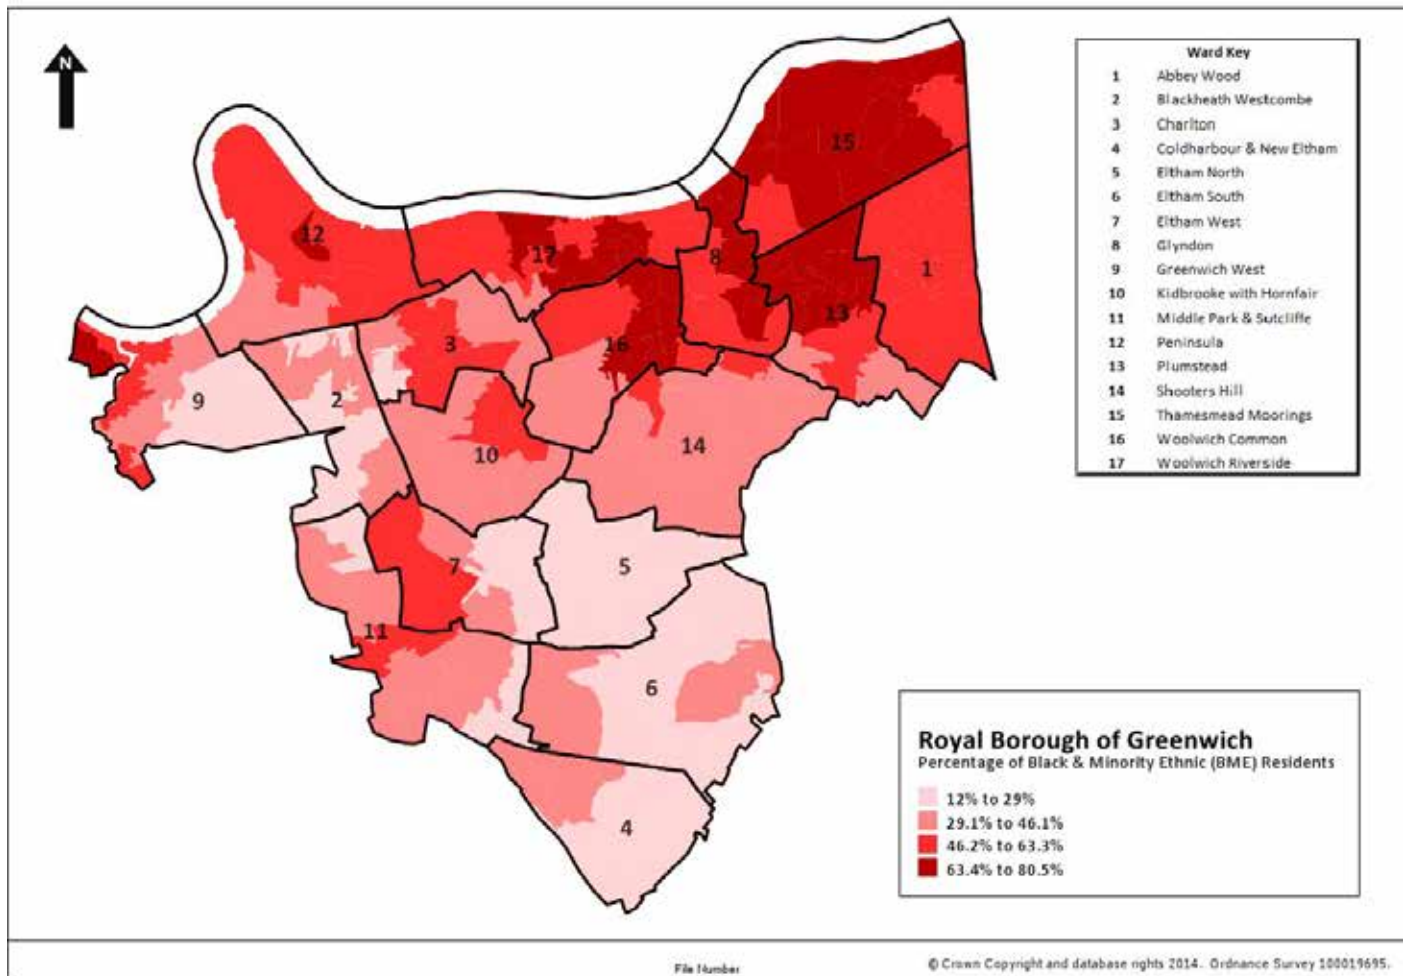 N
Ward Key
1 Abbey Wood
2 Blackheath Westcombe
3 Charlton
4 Coldharbour & New Eltham
5 Eltham North
6 Eltham South
7 Eltham West
8 Glyndon
9 Greenwich West
10 Kidbrooke with Hornfair
11 Middle Park & Sutcliffe
12 Peninsula
13 Plumstead
14 Shooters Hill
15 Thamesmead Moorings
16 Woolwich Common
17 Woolwich Riverside
15
12
17
8
1
13
3
16
9
2
10
14
7
5
11
6
4
Royal Borough of Greenwich
Percentage of Black & Minority Ethnic (BME) Residents
12% to 29%
29.1% to 46.1%
46.2% to 63.3%
63.4% to 80.5%
File Number
© Crown Copyright and database rights 2014. Ordnance Survey 100019695.